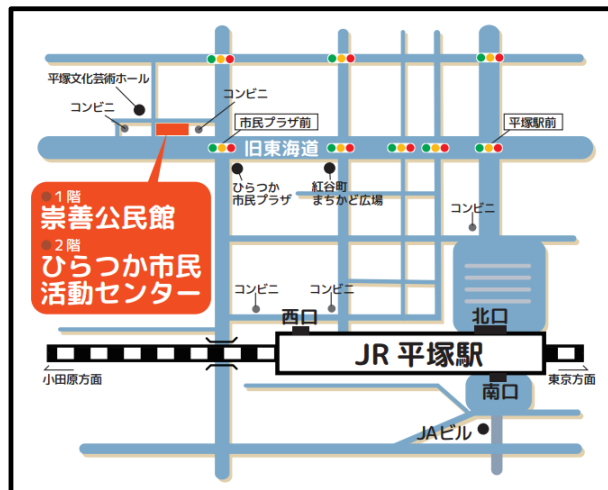 平塚文化芸術ホール
コンビニ
コンビニ
市民プラザ前
平塚駅前
旧東海道
ひらつか
市民プラザ
紅谷町
まちかど広場
●1階
崇善公民館
●2階
ひらつか市民
活動センター
コンビニ
コンビニ
コンビニ
西口
北口
JR 平塚駅
小田原方面
東京方面
南口
JAビル